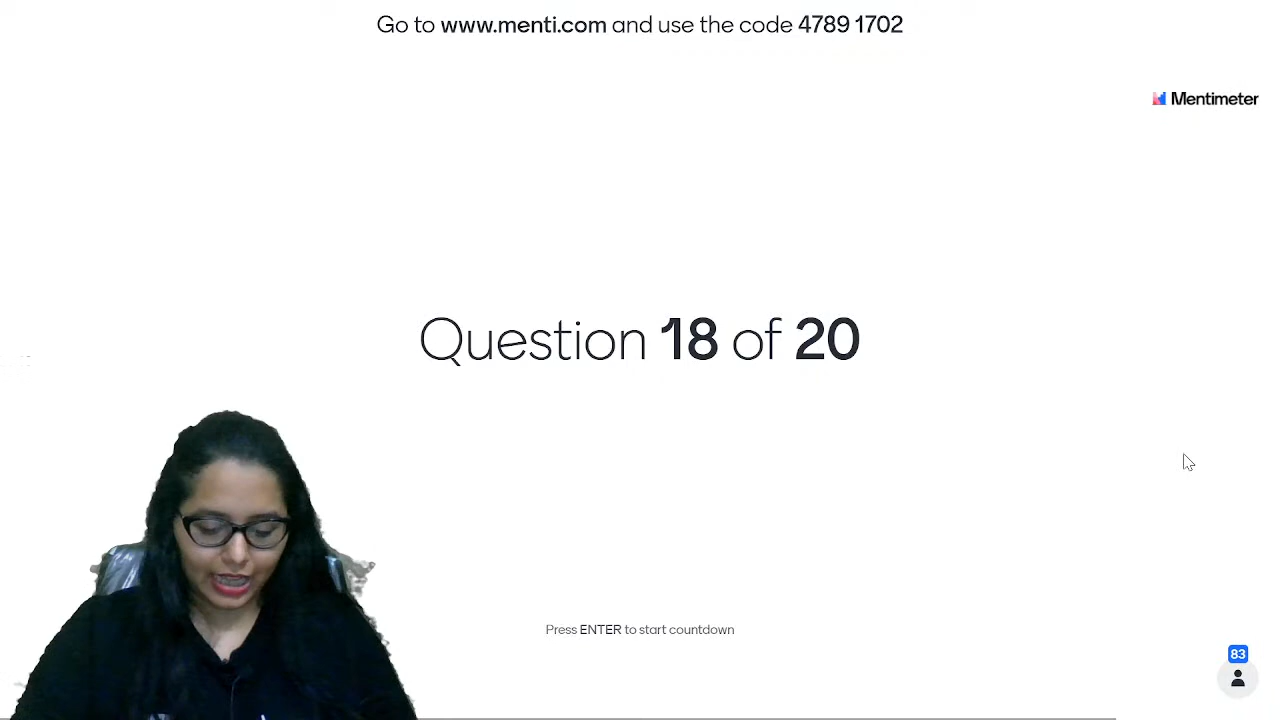 Go to www.menti.com and use the code 4789 1702
Mentimeter
Question 18 of 20
Press ENTER to start countdown
83